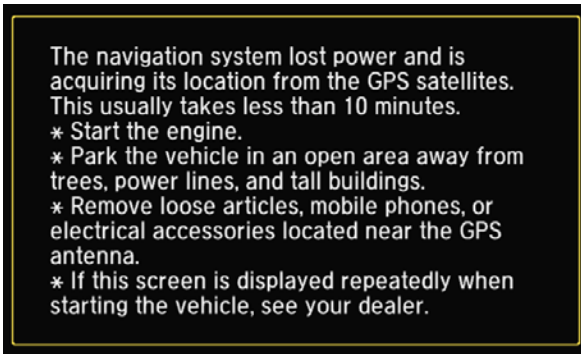 The navigation system lost power and is
acquiring its location from the GPS satellites.
This usually takes less than 10 minutes.
* Start the engine.
* Park the vehicle in an open area away from
trees, power lines, and tall buildings.
* Remove loose articles, mobile phones, or
electrical accessories located near the GPS
antenna.
* If this screen is displayed repeatedly when
starting the vehicle, see your dealer.